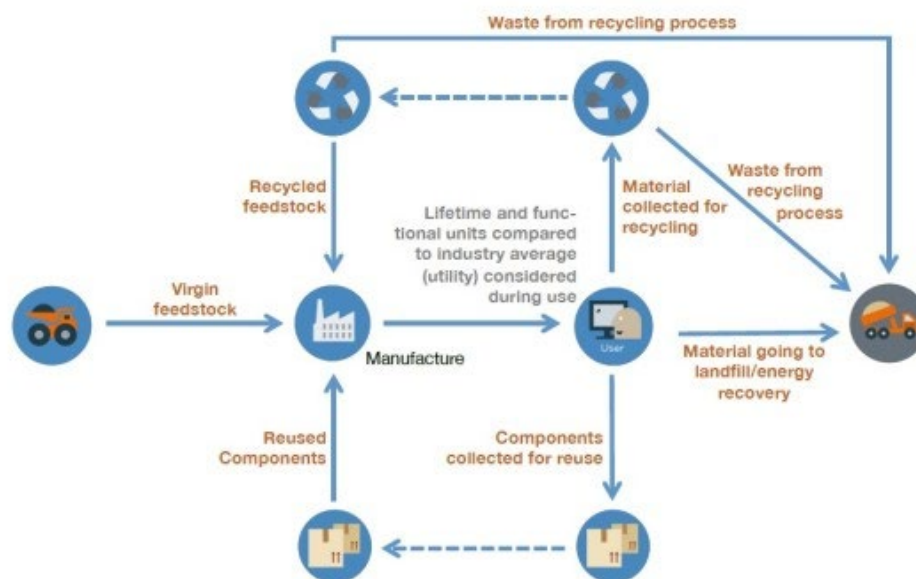 Waste from recycling process
Recycled
feedstock
Material
collected for
recycling
Waste from
recycling
process
Lifetime and func-
tional units compared
to industry average
(utility) considered
during use
Virgin
feedstock
Manufacture
User
Material going to
landfill/energy
recovery
Reused
Components
Components
collected for reuse